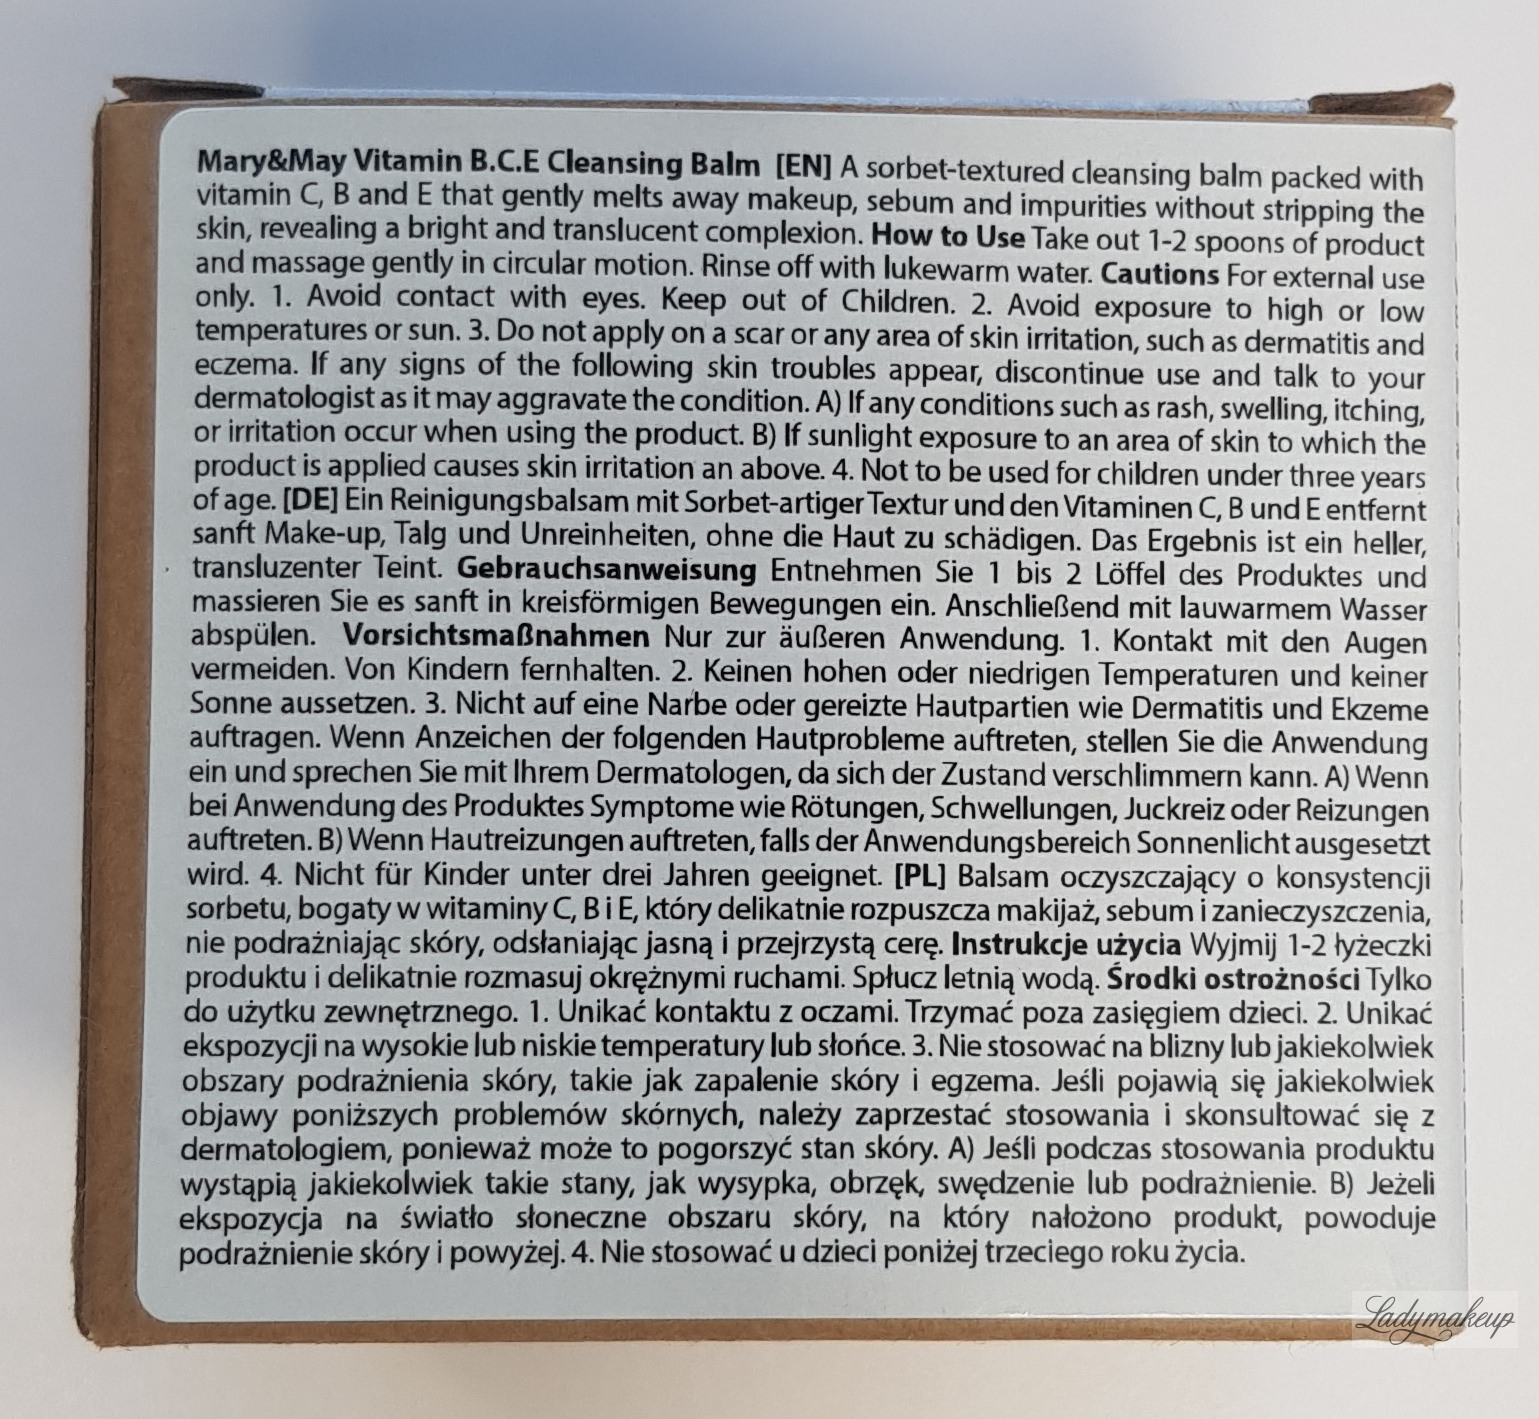 Mary&May Vitamin B.C.E Cleansing Balm [EN] A sorbet-textured cleansing balm packed with
vitamin C, B and E that gently melts away makeup, sebum and impurities without stripping the
skin, revealing a bright and translucent complexion. How to Use Take out 1-2 spoons of product
and massage gently in circular motion. Rinse off with lukewarm water. Cautions For external use
only. 1. Avoid contact with eyes. Keep out of Children. 2. Avoid exposure to high or low
temperatures or sun. 3. Do not apply on a scar or any area of skin irritation, such as dermatitis and
eczema. If any signs of the following skin troubles appear, discontinue use and talk to your
dermatologist as it may aggravate the condition. A) If any conditions such as rash, swelling, itching,
or irritation occur when using the product. B) If sunlight exposure to an area of skin to which the
product is applied causes skin irritation an above. 4. Not to be used for children under three years
of age. [DE] Ein Reinigungsbalsam mit Sorbet-artiger Textur und den Vitaminen C, B und E entfernt
sanft Make-up, Talg und Unreinheiten, ohne die Haut zu schädigen. Das Ergebnis ist ein heller,
transluzenter Teint. Gebrauchsanweisung Entnehmen Sie 1 bis 2 Löffel des Produktes und
massieren Sie es sanft in kreisförmigen Bewegungen ein. Anschließend mit lauwarmem Wasser
abspülen. Vorsichtsmaßnahmen Nur zur äußeren Anwendung. 1. Kontakt mit den Augen
vermeiden. Von Kindern fernhalten. 2. Keinen hohen oder niedrigen Temperaturen und keiner
Sonne aussetzen. 3. Nicht auf eine Narbe oder gereizte Hautpartien wie Dermatitis und Ekzeme
auftragen. Wenn Anzeichen der folgenden Hautprobleme auftreten, stellen Sie die Anwendung
ein und sprechen Sie mit Ihrem Dermatologen, da sich der Zustand verschlimmern kann. A) Wenn
bei Anwendung des Produktes Symptome wie Rötungen, Schwellungen, Juckreiz oder Reizungen
auftreten. B) Wenn Hautreizungen auftreten, falls der Anwendungsbereich Sonnenlicht ausgesetzt
wird. 4. Nicht für Kinder unter drei Jahren geeignet. [PL] Balsam oczyszczający o konsystencji
sorbetu, bogaty w witaminy C, B i E, który delikatnie rozpuszcza makijaż, sebum i zanieczyszczenia,
nie podrażniając skóry, odsłaniając jasną i przejrzystą cerę. Instrukcje użycia Wyjmij 1-2 łyżeczki
produktu i delikatnie rozmasuj okrężnymi ruchami. Spłucz letnią wodą. Środki ostrożności Tylko
do użytku zewnętrznego. 1. Unikać kontaktu z oczami. Trzymać poza zasięgiem dzieci. 2. Unikać
ekspozycji na wysokie lub niskie temperatury lub słońce. 3. Nie stosować na blizny lub jakiekolwiek
obszary podrażnienia skóry, takie jak zapalenie skóry i egzema. Jeśli pojawią się jakiekolwiek
objawy poniższych problemów skórnych, należy zaprzestać stosowania i skonsultować się z
dermatologiem, ponieważ może to pogorszyć stan skóry. A) Jeśli podczas stosowania produktu
wystąpią jakiekolwiek takie stany, jak wysypka, obrzęk, swędzenie lub podrażnienie. B) Jeżeli
ekspozycja na światło słoneczne obszaru skóry, na który nałożono produkt, powoduje
podrażnienie skóry i powyżej. 4. Nie stosować u dzieci poniżej trzeciego roku życia.
Ladymakeup